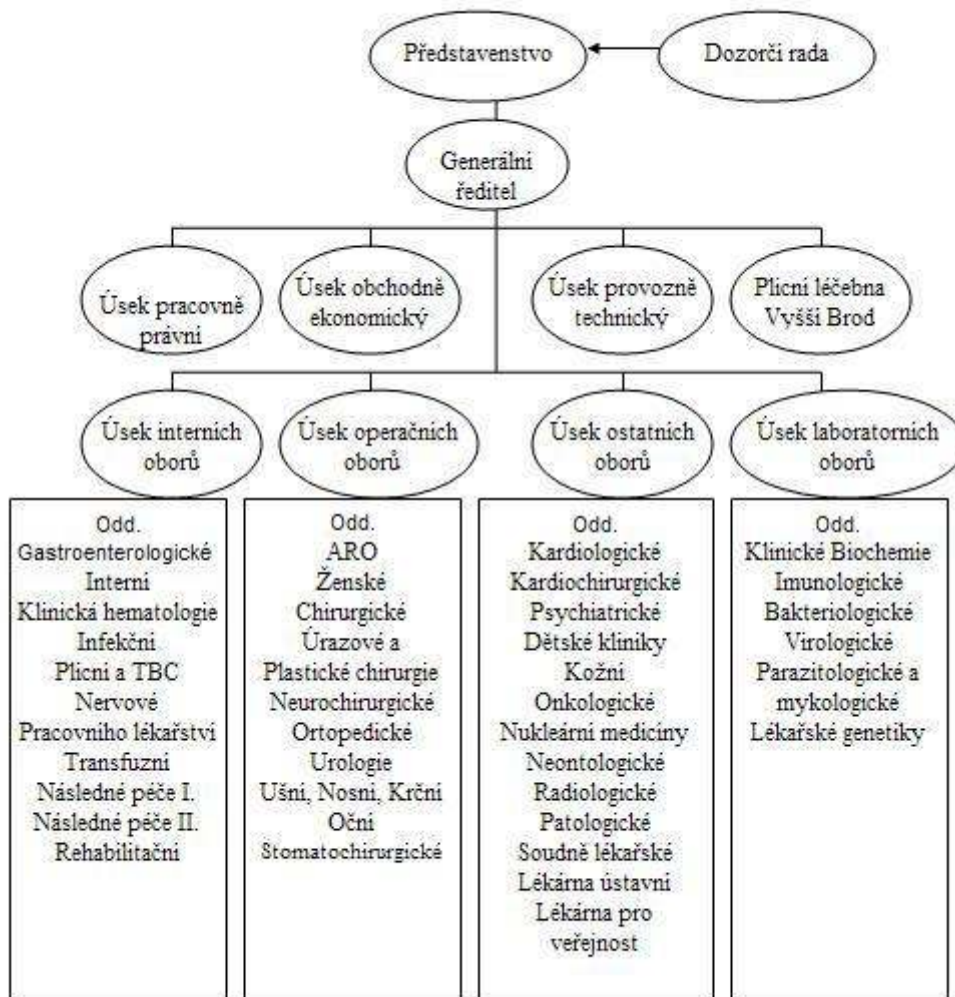 Představenstvo
Dozorčí rada
Generální
ředitel
Úsek pracovně
právní
Úsek obchodně
ekonomický
Úsek provozně
technický
Plicní léčebna
Vyšší Brod
Úsek interních
oborů
Úsek operačních
oborů
Úsek ostatních
oborů
Úsek laboratorních
oborů
Odd.
Gastroenterologické
Interní
Klinická hematologie
Infekční
Plicní a TBC
Nervové
Pracovního lékařství
Transfuzní
Následné péče I.
Následné péče II.
Rehabilitační
Odd.
ARO
Ženské
Chirurgické
Úrazové a
Plastické chirurgie
Neurochirurgické
Ortopedické
Urologie
Ušní, Nosní, Krční
Oční
Stomatochirurgické
Odd.
Kardiologické
Kardiochirurgické
Psychiatrické
Dětské kliniky
Kožní
Onkologické
Nukleární medicíny
Neontologické
Radiologické
Patologické
Soudně lékařské
Lékárna ústavní
Lékárna pro
veřejnost
Odd.
Klinické Biochemie
Imunologické
Bakteriologické
Virologické
Parazitologické a
mykologické
Lékařské genetiky